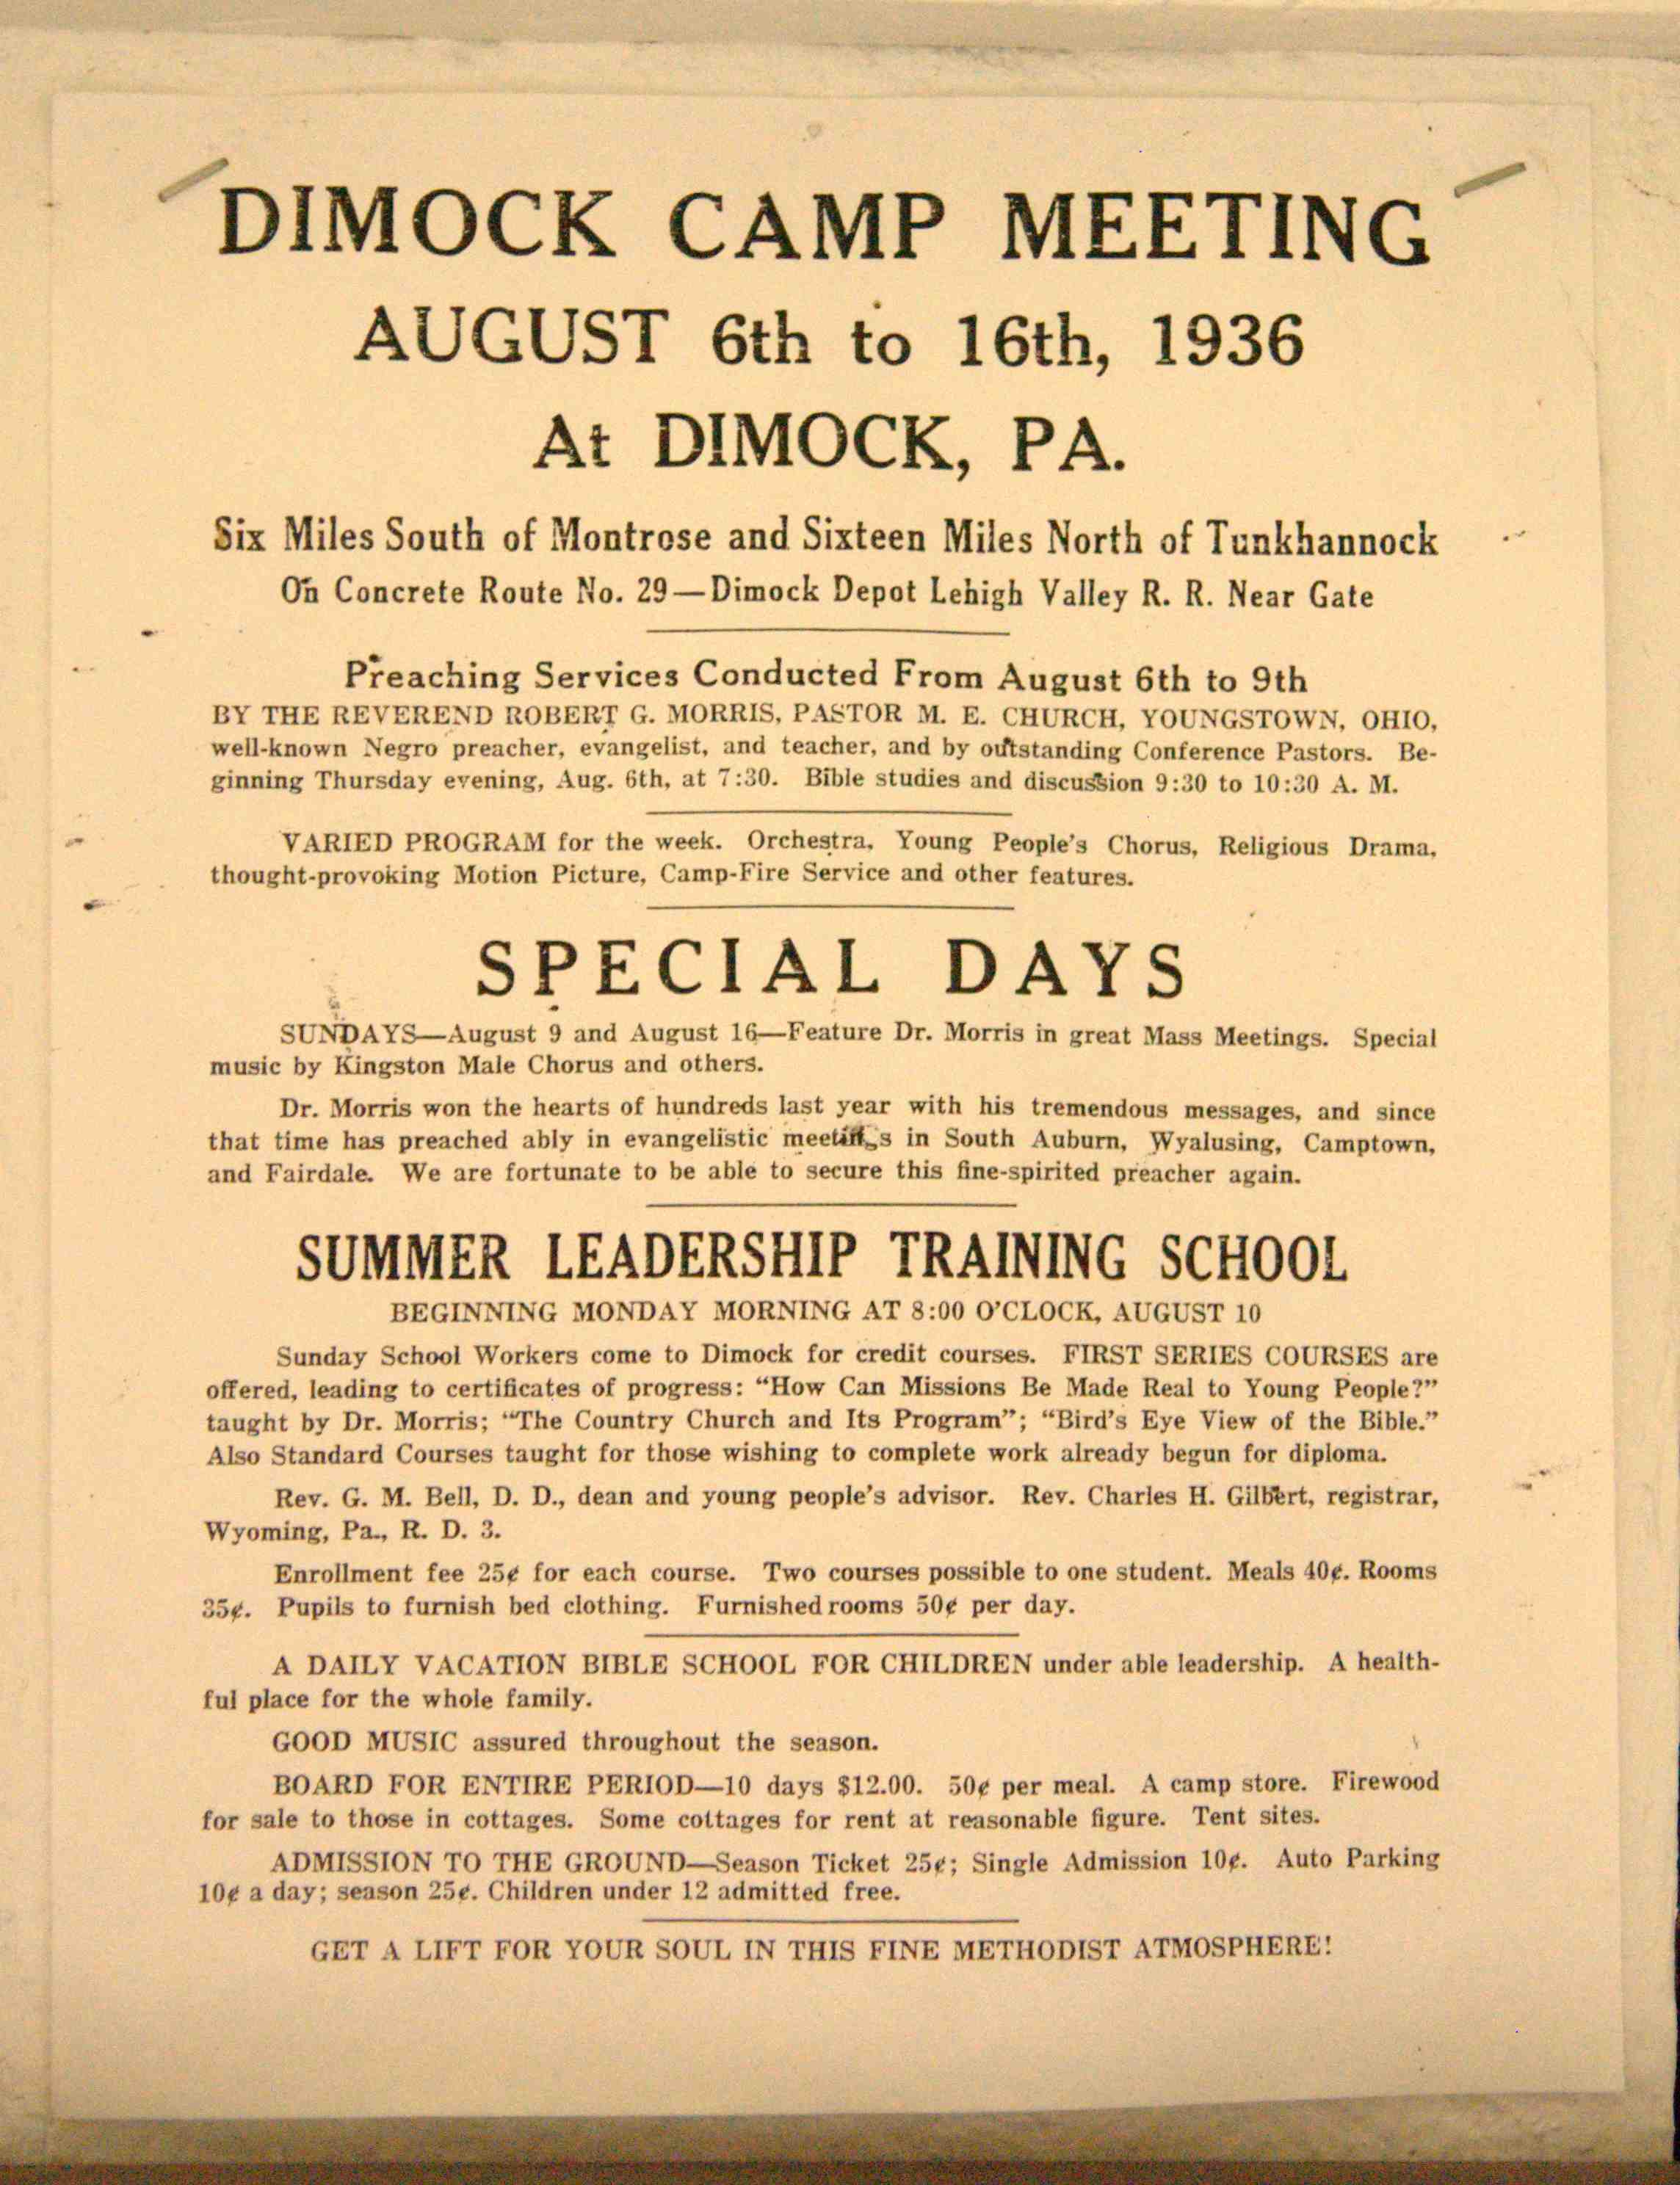 DIMOCK CAMP MEETING
AUGUST 6th to 16th, 1936
At DIMOCK, PA.
Six Miles South of Montrose and Sixteen Miles North of Tunkhannock
On Concrete Route No. 29—Dimock Depot Lehigh Valley R. R. Near Gate
Preaching Services Conducted From August 6th to 9th
BY THE REVEREND ROBERT G. MORRIS, PASTOR M. E. CHURCH, YOUNGSTOWN, OHIO,
well-known Negro preacher, evangelist, and teacher, and by outstanding Conference Pastors. Be-
ginning Thursday evening, Aug. 6th, at 7:30. Bible studies and discussion 9:30 to 10:30 A. M.
VARIED PROGRAM for the week. Orchestra, Young People's Chorus, Religious Drama,
thought-provoking Motion Picture, Camp-Fire Service and other features.
SPECIAL DAYS
SUNDAYS—August 9 and August 16—Feature Dr. Morris in great Mass Meetings. Special
music by Kingston Male Chorus and others.
Dr. Morris won the hearts of hundreds last year with his tremendous messages, and since
that time has preached ably in evangelistic meetings in South Auburn, Wyalusing, Camptown,
and Fairdale. We are fortunate to be able to secure this fine-spirited preacher again.
SUMMER LEADERSHIP TRAINING SCHOOL
BEGINNING MONDAY MORNING AT 8:00 O'CLOCK, AUGUST 10
Sunday School Workers come to Dimock for credit courses. FIRST SERIES COURSES are
offered, leading to certificates of progress: “How Can Missions Be Made Real to Young People?”
taught by Dr. Morris; “The Country Church and Its Program”; “Bird's Eye View of the Bible.”
Also Standard Courses taught for those wishing to complete work already begun for diploma.
Rev. G. M. Bell, D. D., dean and young people's advisor. Rev. Charles H. Gilbert, registrar,
Wyoming, Pa., R. D. 3.
Enrollment fee 25¢ for each course. Two courses possible to one student. Meals 40¢. Rooms
35¢. Pupils to furnish bed clothing. Furnished rooms 50¢ per day.
A DAILY VACATION BIBLE SCHOOL FOR CHILDREN under able leadership. A health-
ful place for the whole family.
GOOD MUSIC assured throughout the season.
BOARD FOR ENTIRE PERIOD—10 days $12.00. 50¢ per meal. A camp store. Firewood
for sale to those in cottages. Some cottages for rent at reasonable figure. Tent sites.
ADMISSION TO THE GROUND—Season Ticket 25¢; Single Admission 10¢. Auto Parking
10¢ a day; season 25¢. Children under 12 admitted free.
GET A LIFT FOR YOUR SOUL IN THIS FINE METHODIST ATMOSPHERE!